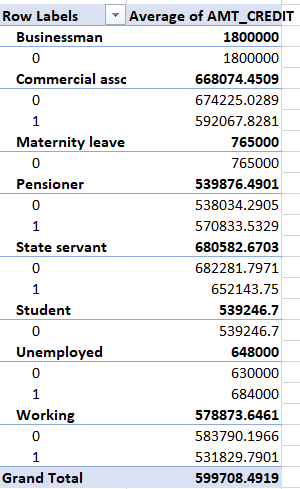 Row Labels Average of AMT_CREDIT
Businessman 1800000
0 1800000
Commercial assc 668074.4509
0 674225.0289
1 592067.8281
Maternity leave 765000
0 765000
Pensioner 539876.4901
0 538034.2905
1 570833.5329
State servant 680582.6703
0 682281.7971
1 652143.75
Student 539246.7
0 539246.7
Unemployed 648000
0 630000
1 684000
Working 578873.6461
0 583790.1966
1 531829.7901
Grand Total 599708.4919